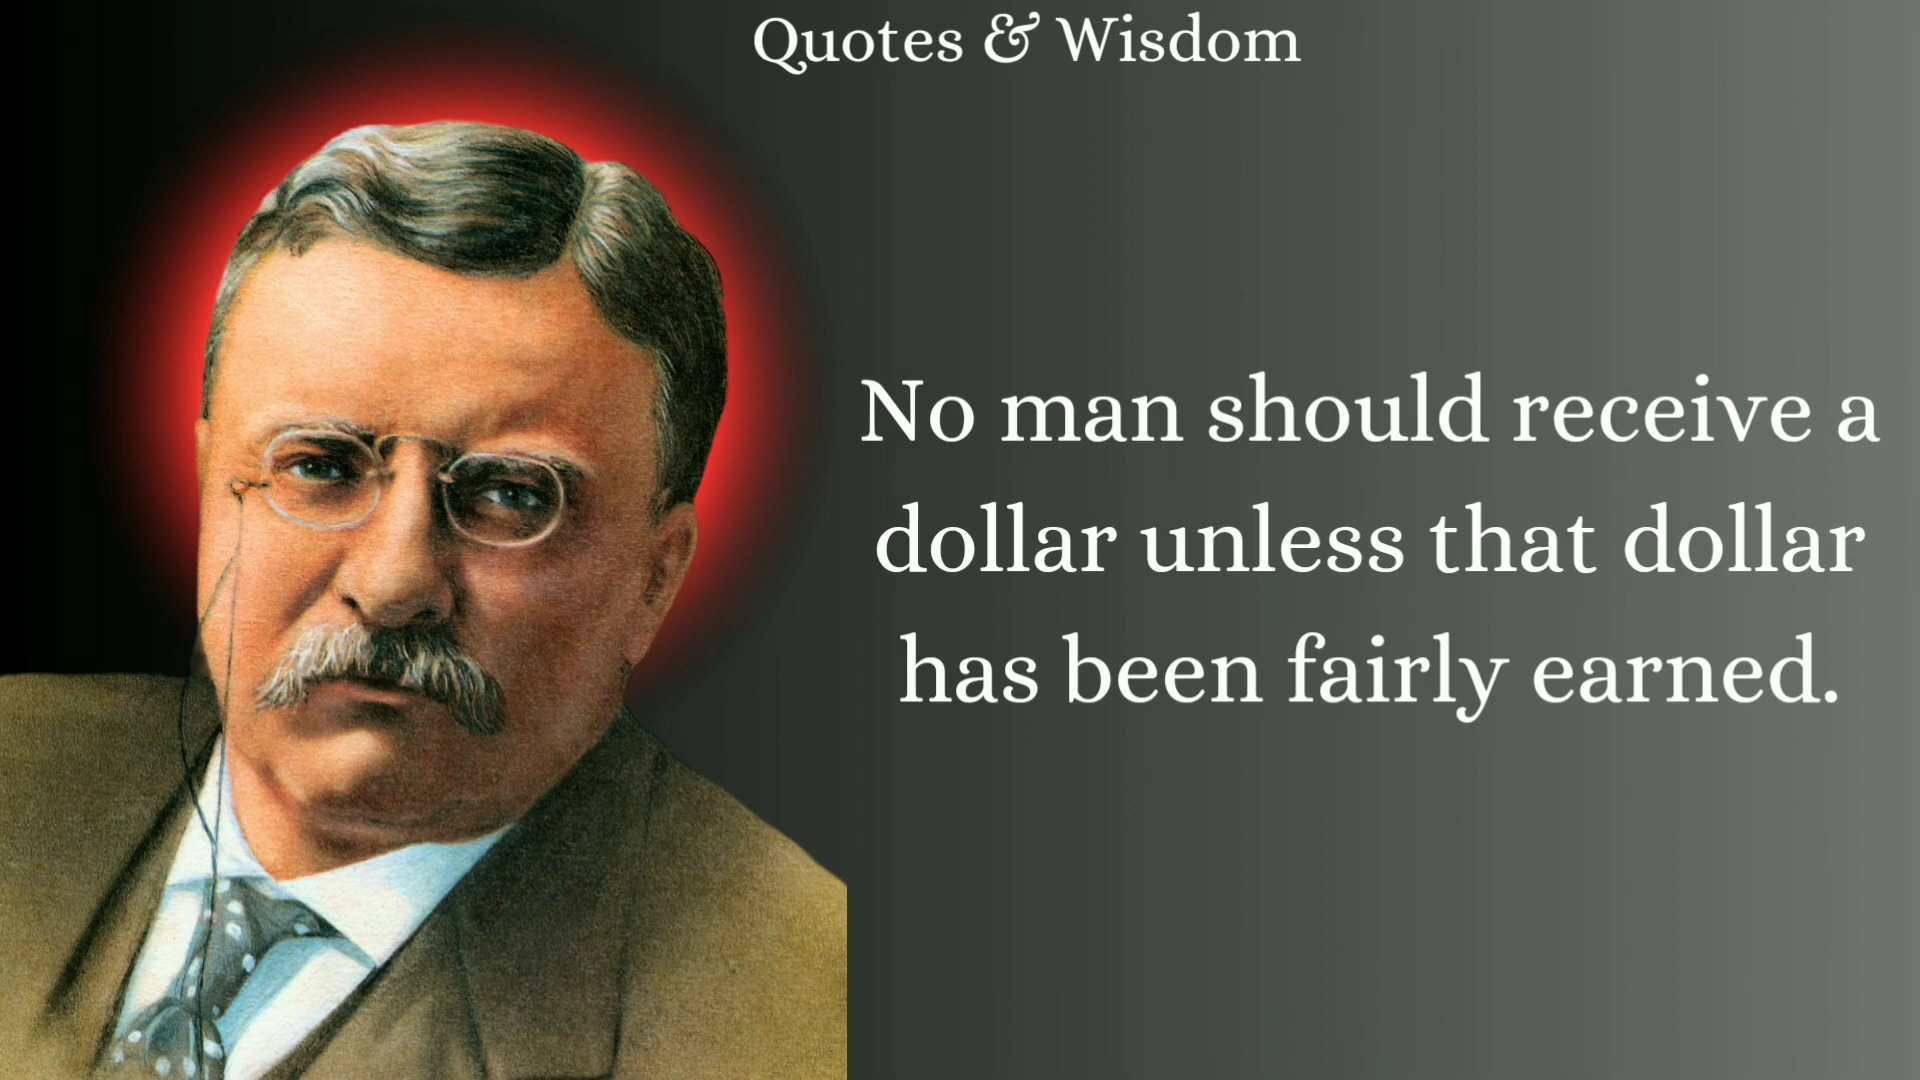 Quotes & Wisdom
No man should receive a
dollar unless that dollar
has been fairly earned.